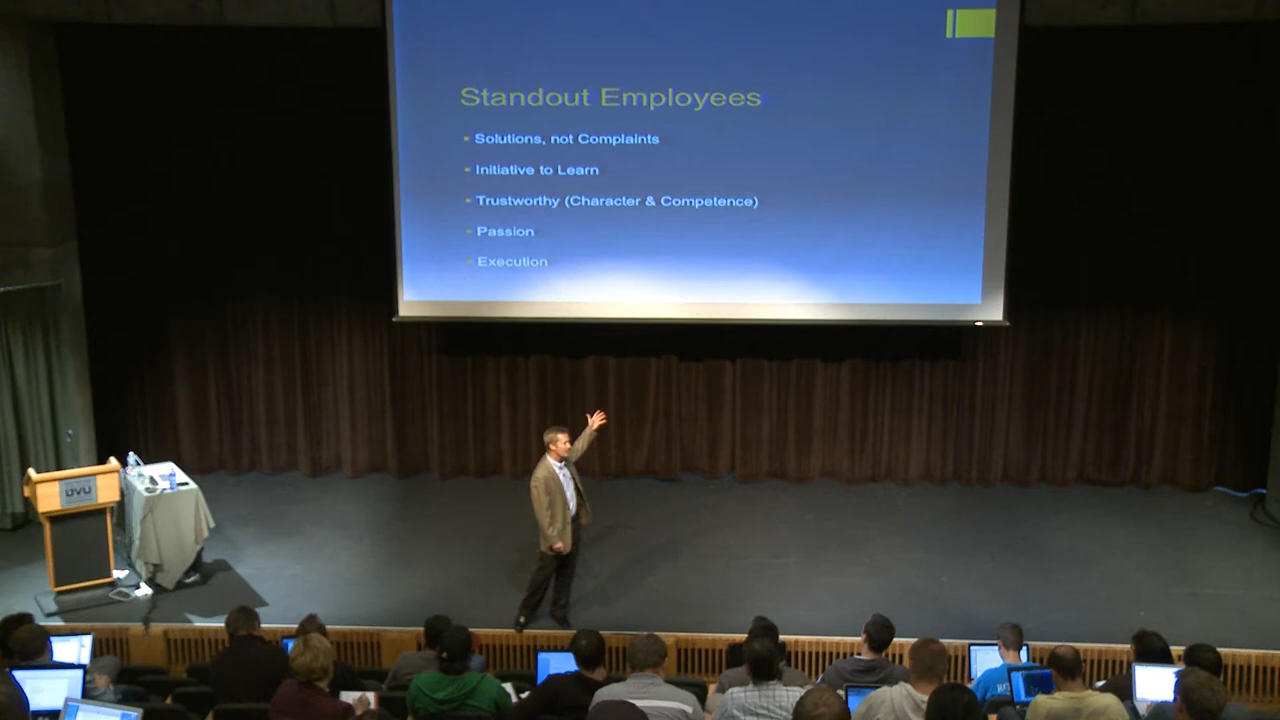 Standout Employees
Solutions, not Complaints
Initiative to Learn
Trustworthy (Character & Competence)
Passion
Execution
UVU